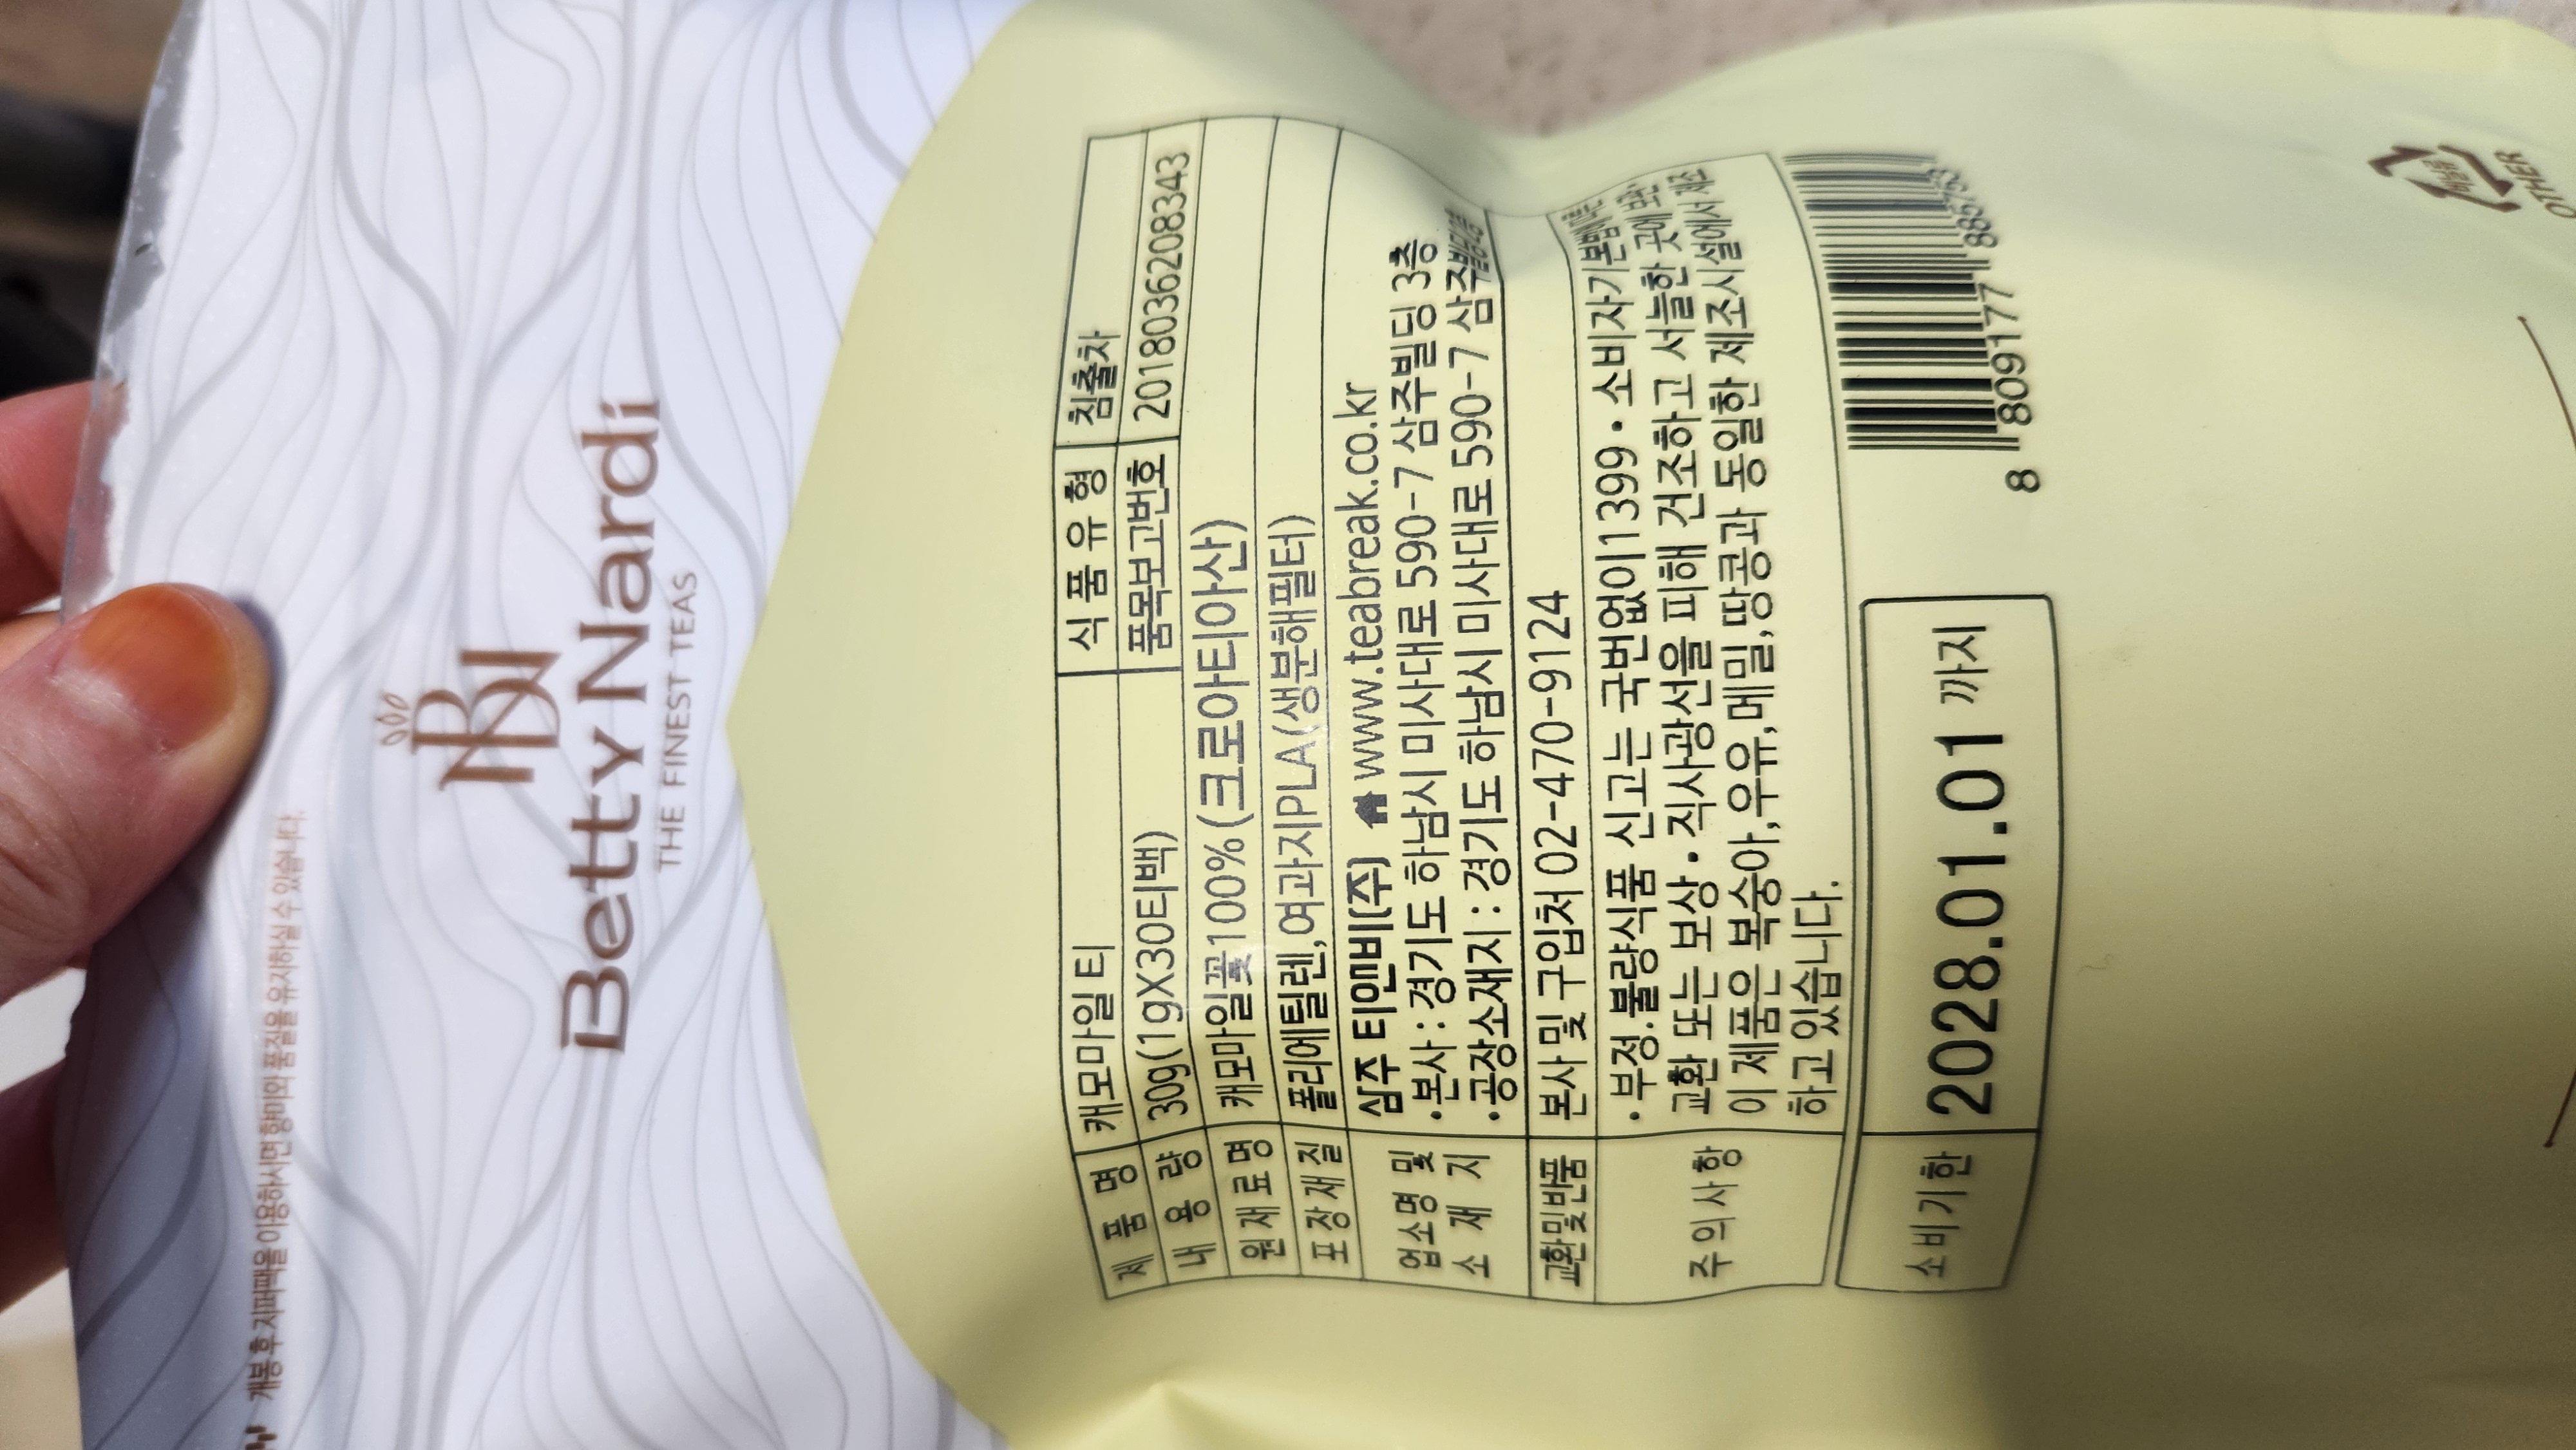 개봉 후 지퍼팩을 이용하시면 향미와 품질을 유지하실 수 있습니다.
BN
Betty Nardi
THE FINEST TEAS
제 품 명 캐모마일 티 식 품 유 형 침출차
내 용 량 30g(1gX30티백) 품목보고번호 2018036208343
원 재 료 명 캐모마일꽃100%(크로아티아산)
포 장 재 질 폴리에틸렌,여과지PLA(생분해필터)
업소명 및 소 재 지 삼주 티앤비(주) www.teabreak.co.kr
•본사 : 경기도 하남시 미사대로 590-7 삼주빌딩 3층
•공장소재지 : 경기도 하남시 미사대로 590-7 삼주빌딩
교환및반품 본사 및 구입처 02-470-9124
주 의 사 항 • 부정.불량식품 신고는 국번없이1399 • 소비자기본법
교환 또는 보상 • 직사광선을 피해 건조하고 서늘한 곳에
이 제품은 복숭아,우유,메밀,땅콩과 동일한 제조시설에서 제조
하고 있습니다.
소비기한 2028.01.01 까지
8 809177
비닐류
OTHER